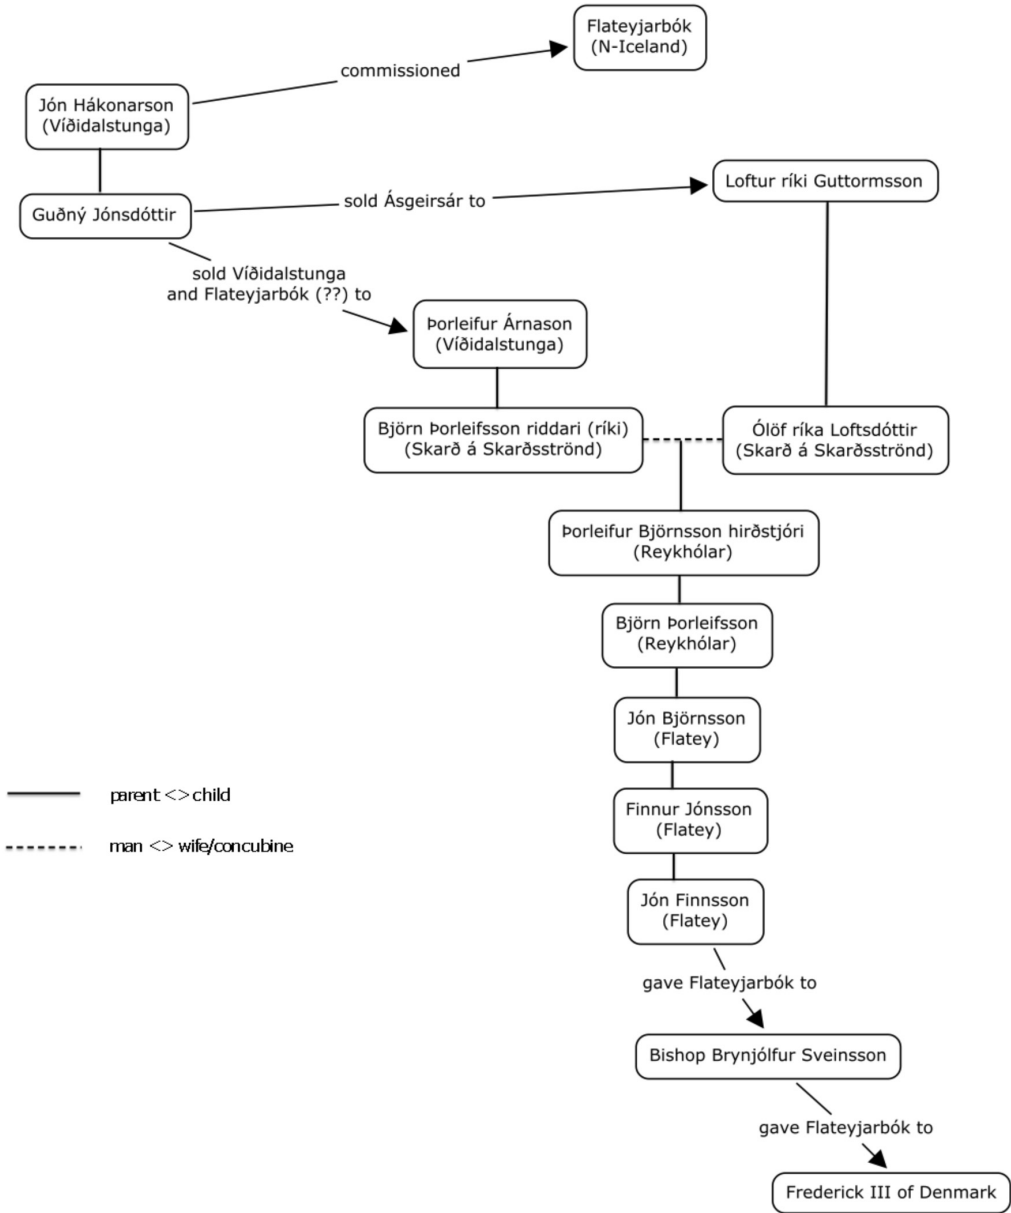 Flateyjarbók
(N-Iceland)
commissioned
Jón Hákonarson
(Víðidalstunga)
Guðný Jónsdóttir
sold Ásgeirsár to
Loftur ríki Guttormsson
sold Víðidalstunga
and Flateyjarbók (??) to
Þorleifur Árnason
(Víðidalstunga)
Björn Þorleifsson riddari (ríki)
(Skarð á Skarðsströnd)
Ólöf ríka Loftsdóttir
(Skarð á Skarðsströnd)
Þorleifur Björnsson hirðstjóri
(Reykhólar)
Björn Þorleifsson
(Reykhólar)
Jón Björnsson
(Flatey)
parent <> child
Finnur Jónsson
(Flatey)
man <> wife/concubine
Jón Finnsson
(Flatey)
gave Flateyjarbók to
Bishop Brynjólfur Sveinsson
gave Flateyjarbók to
Frederick III of Denmark